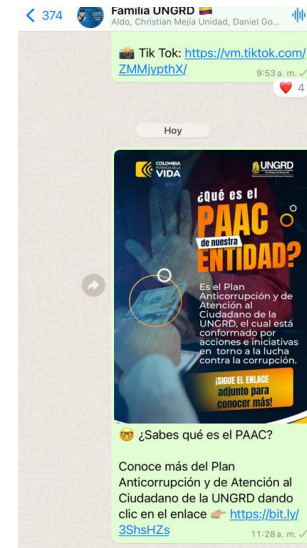 374
Familia UNGRD
Aldo, Christian Mejía Unidad, Daniel Go...
Tik Tok: https://vm.tiktok.com/
ZMMjypthX/
9:53 a. m.
4
Hoy
COLOMBIA
POTENCIA DE LA
VIDA
UNGRD
¿Qué es el
PAAC
de nuestra
ENTIDAD?
Es el Plan
Anticorrupción y de
Atención al
Ciudadano de la
UNGRD, el cual está
conformado por
acciones e iniciativas
en torno a la lucha
contra la corrupción.
¡SIGUE EL ENLACE
adjunto para
conocer más!
¿Sabes qué es el PAAC?
Conoce más del Plan
Anticorrupción y de Atención al
Ciudadano de la UNGRD dando
clic en el enlace https://bit.ly/
3ShsHZs
11:28 a. m.